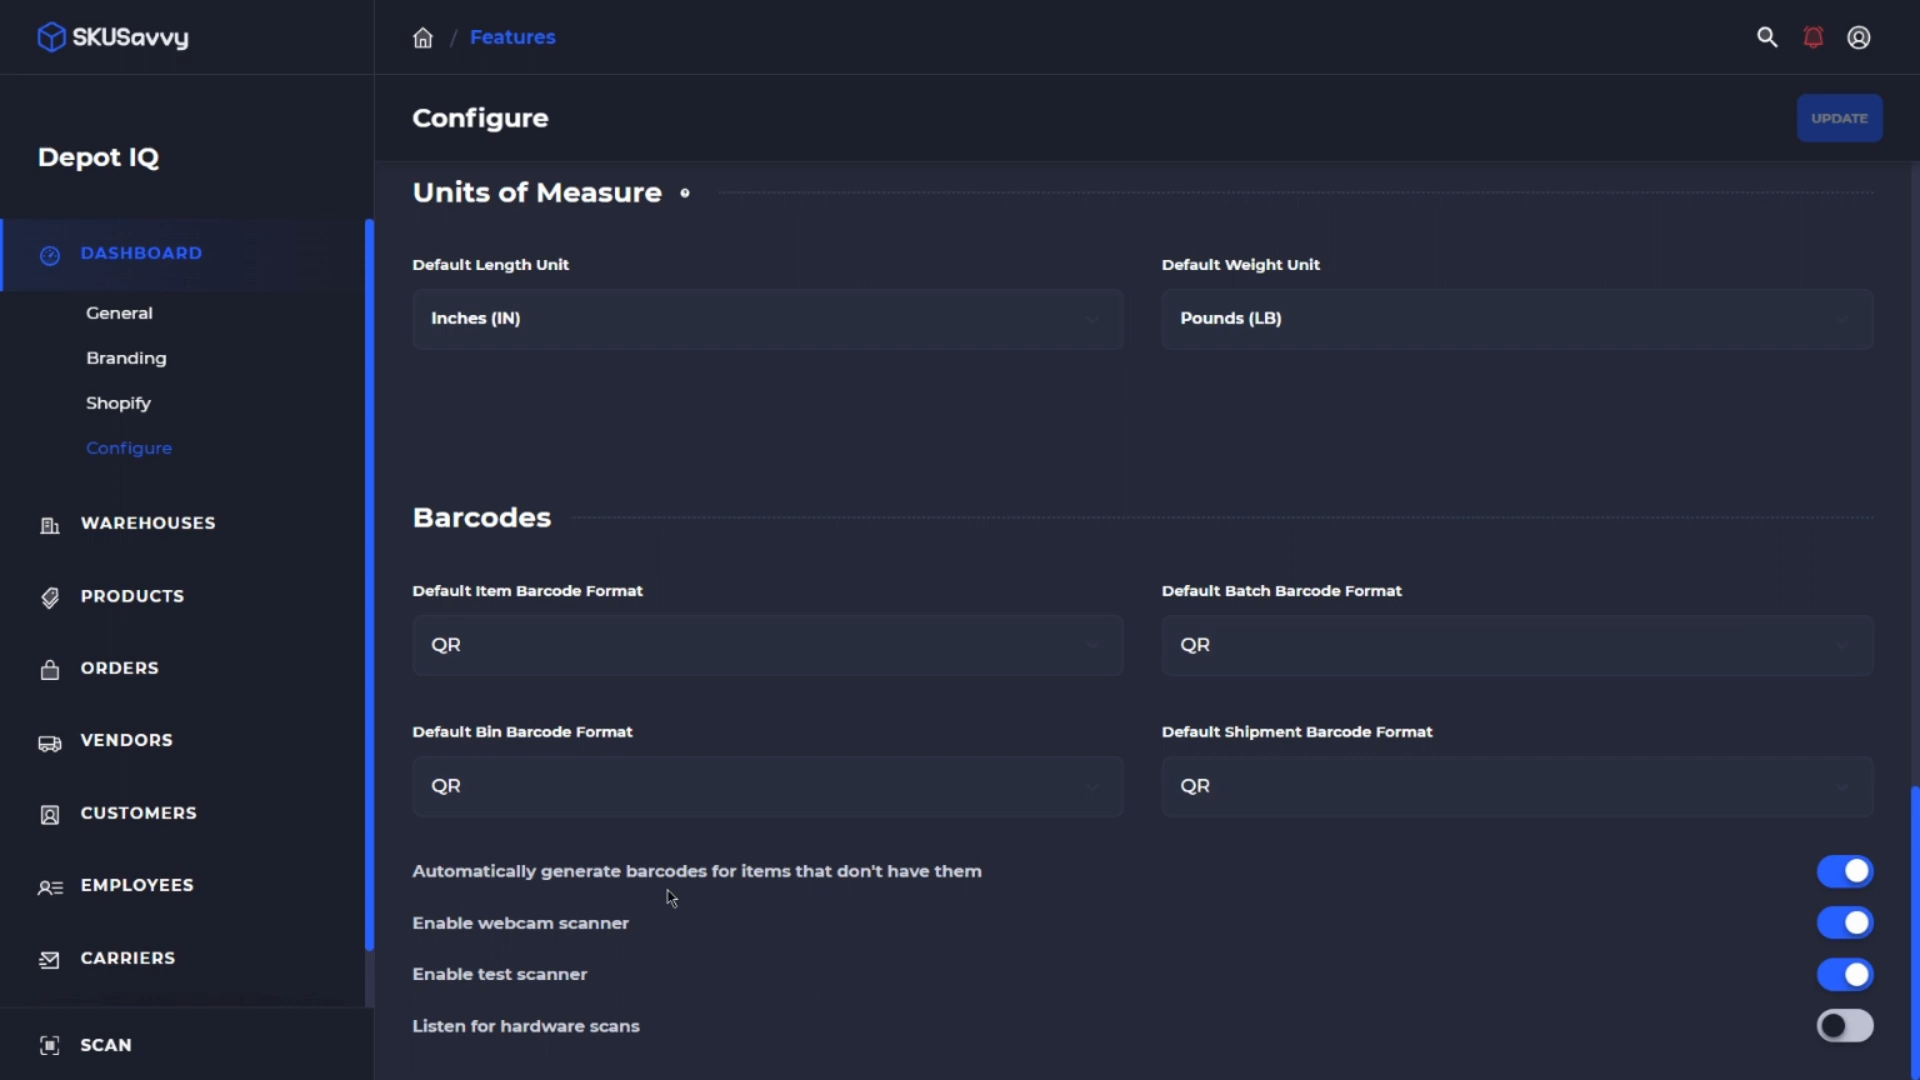 SKUSavvy
/ Features
Depot IQ
DASHBOARD
General
Branding
Shopify
Configure
WAREHOUSES
PRODUCTS
ORDERS
VENDORS
CUSTOMERS
EMPLOYEES
CARRIERS
SCAN
Configure
UPDATE
Units of Measure
Default Length Unit
Inches (IN)
Default Weight Unit
Pounds (LB)
Barcodes
Default Item Barcode Format
QR
Default Batch Barcode Format
QR
Default Bin Barcode Format
QR
Default Shipment Barcode Format
QR
Automatically generate barcodes for items that don't have them
Enable webcam scanner
Enable test scanner
Listen for hardware scans